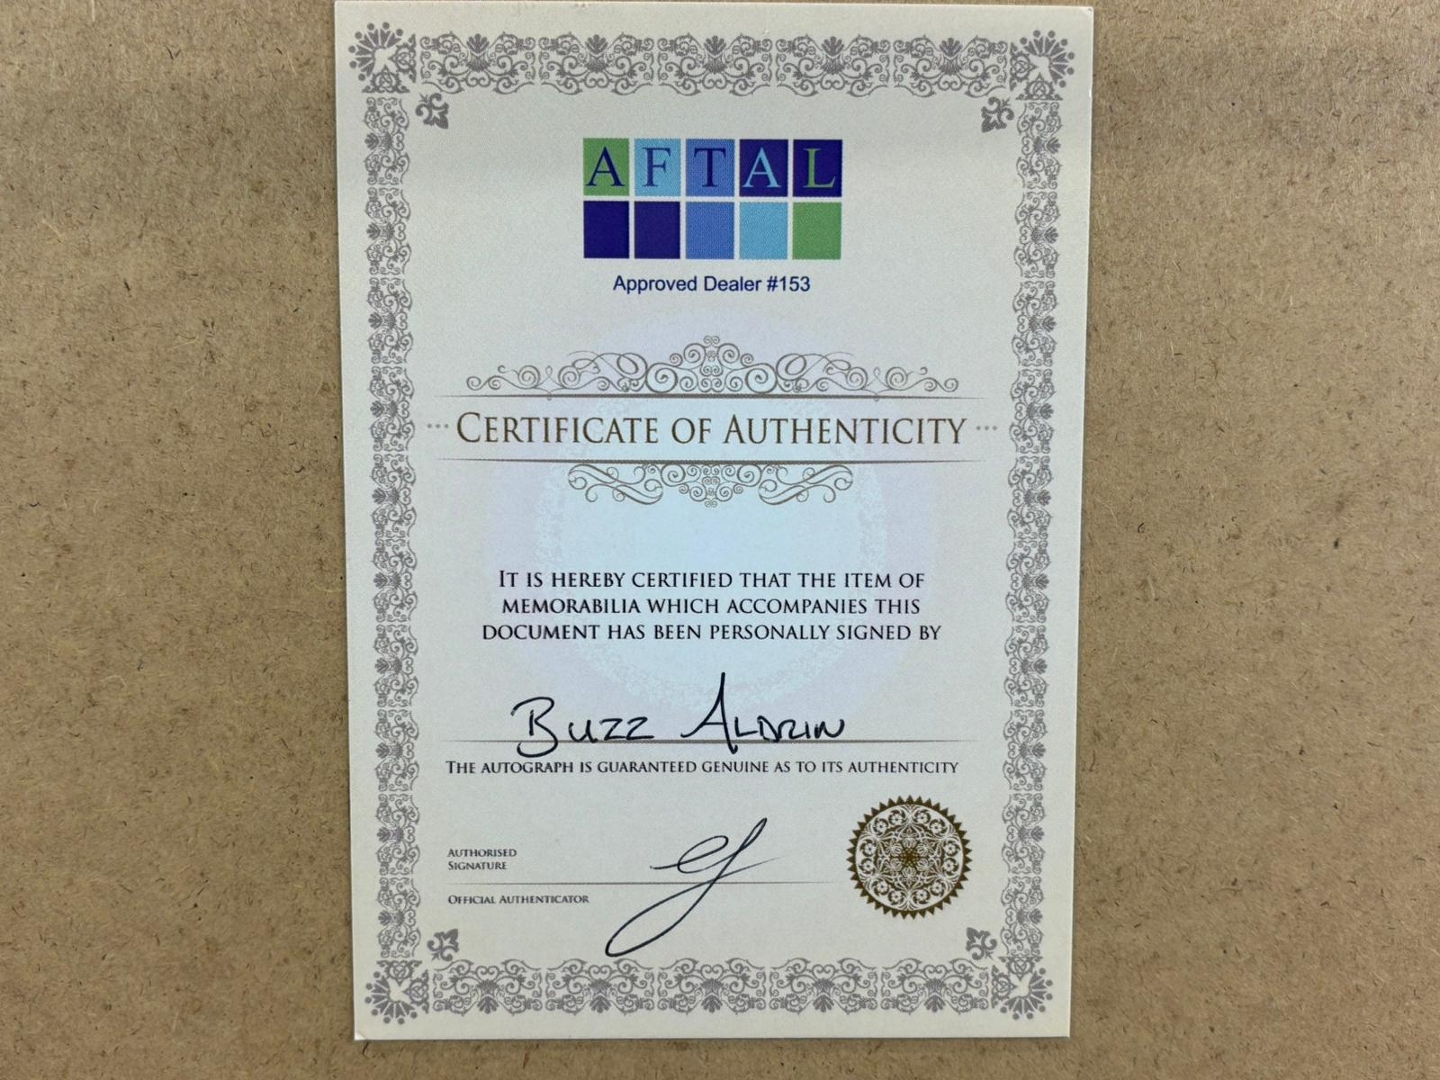 AFTAL
Approved Dealer #153
CERTIFICATE OF AUTHENTICITY
IT IS HEREBY CERTIFIED THAT THE ITEM OF
MEMORABILIA WHICH ACCOMPANIES THIS
DOCUMENT HAS BEEN PERSONALLY SIGNED BY
BUZZ ALDRIN
THE AUTOGRAPH IS GUARANTEED GENUINE AS TO ITS AUTHENTICITY
AUTHORISED
SIGNATURE
OFFICIAL AUTHENTICATOR